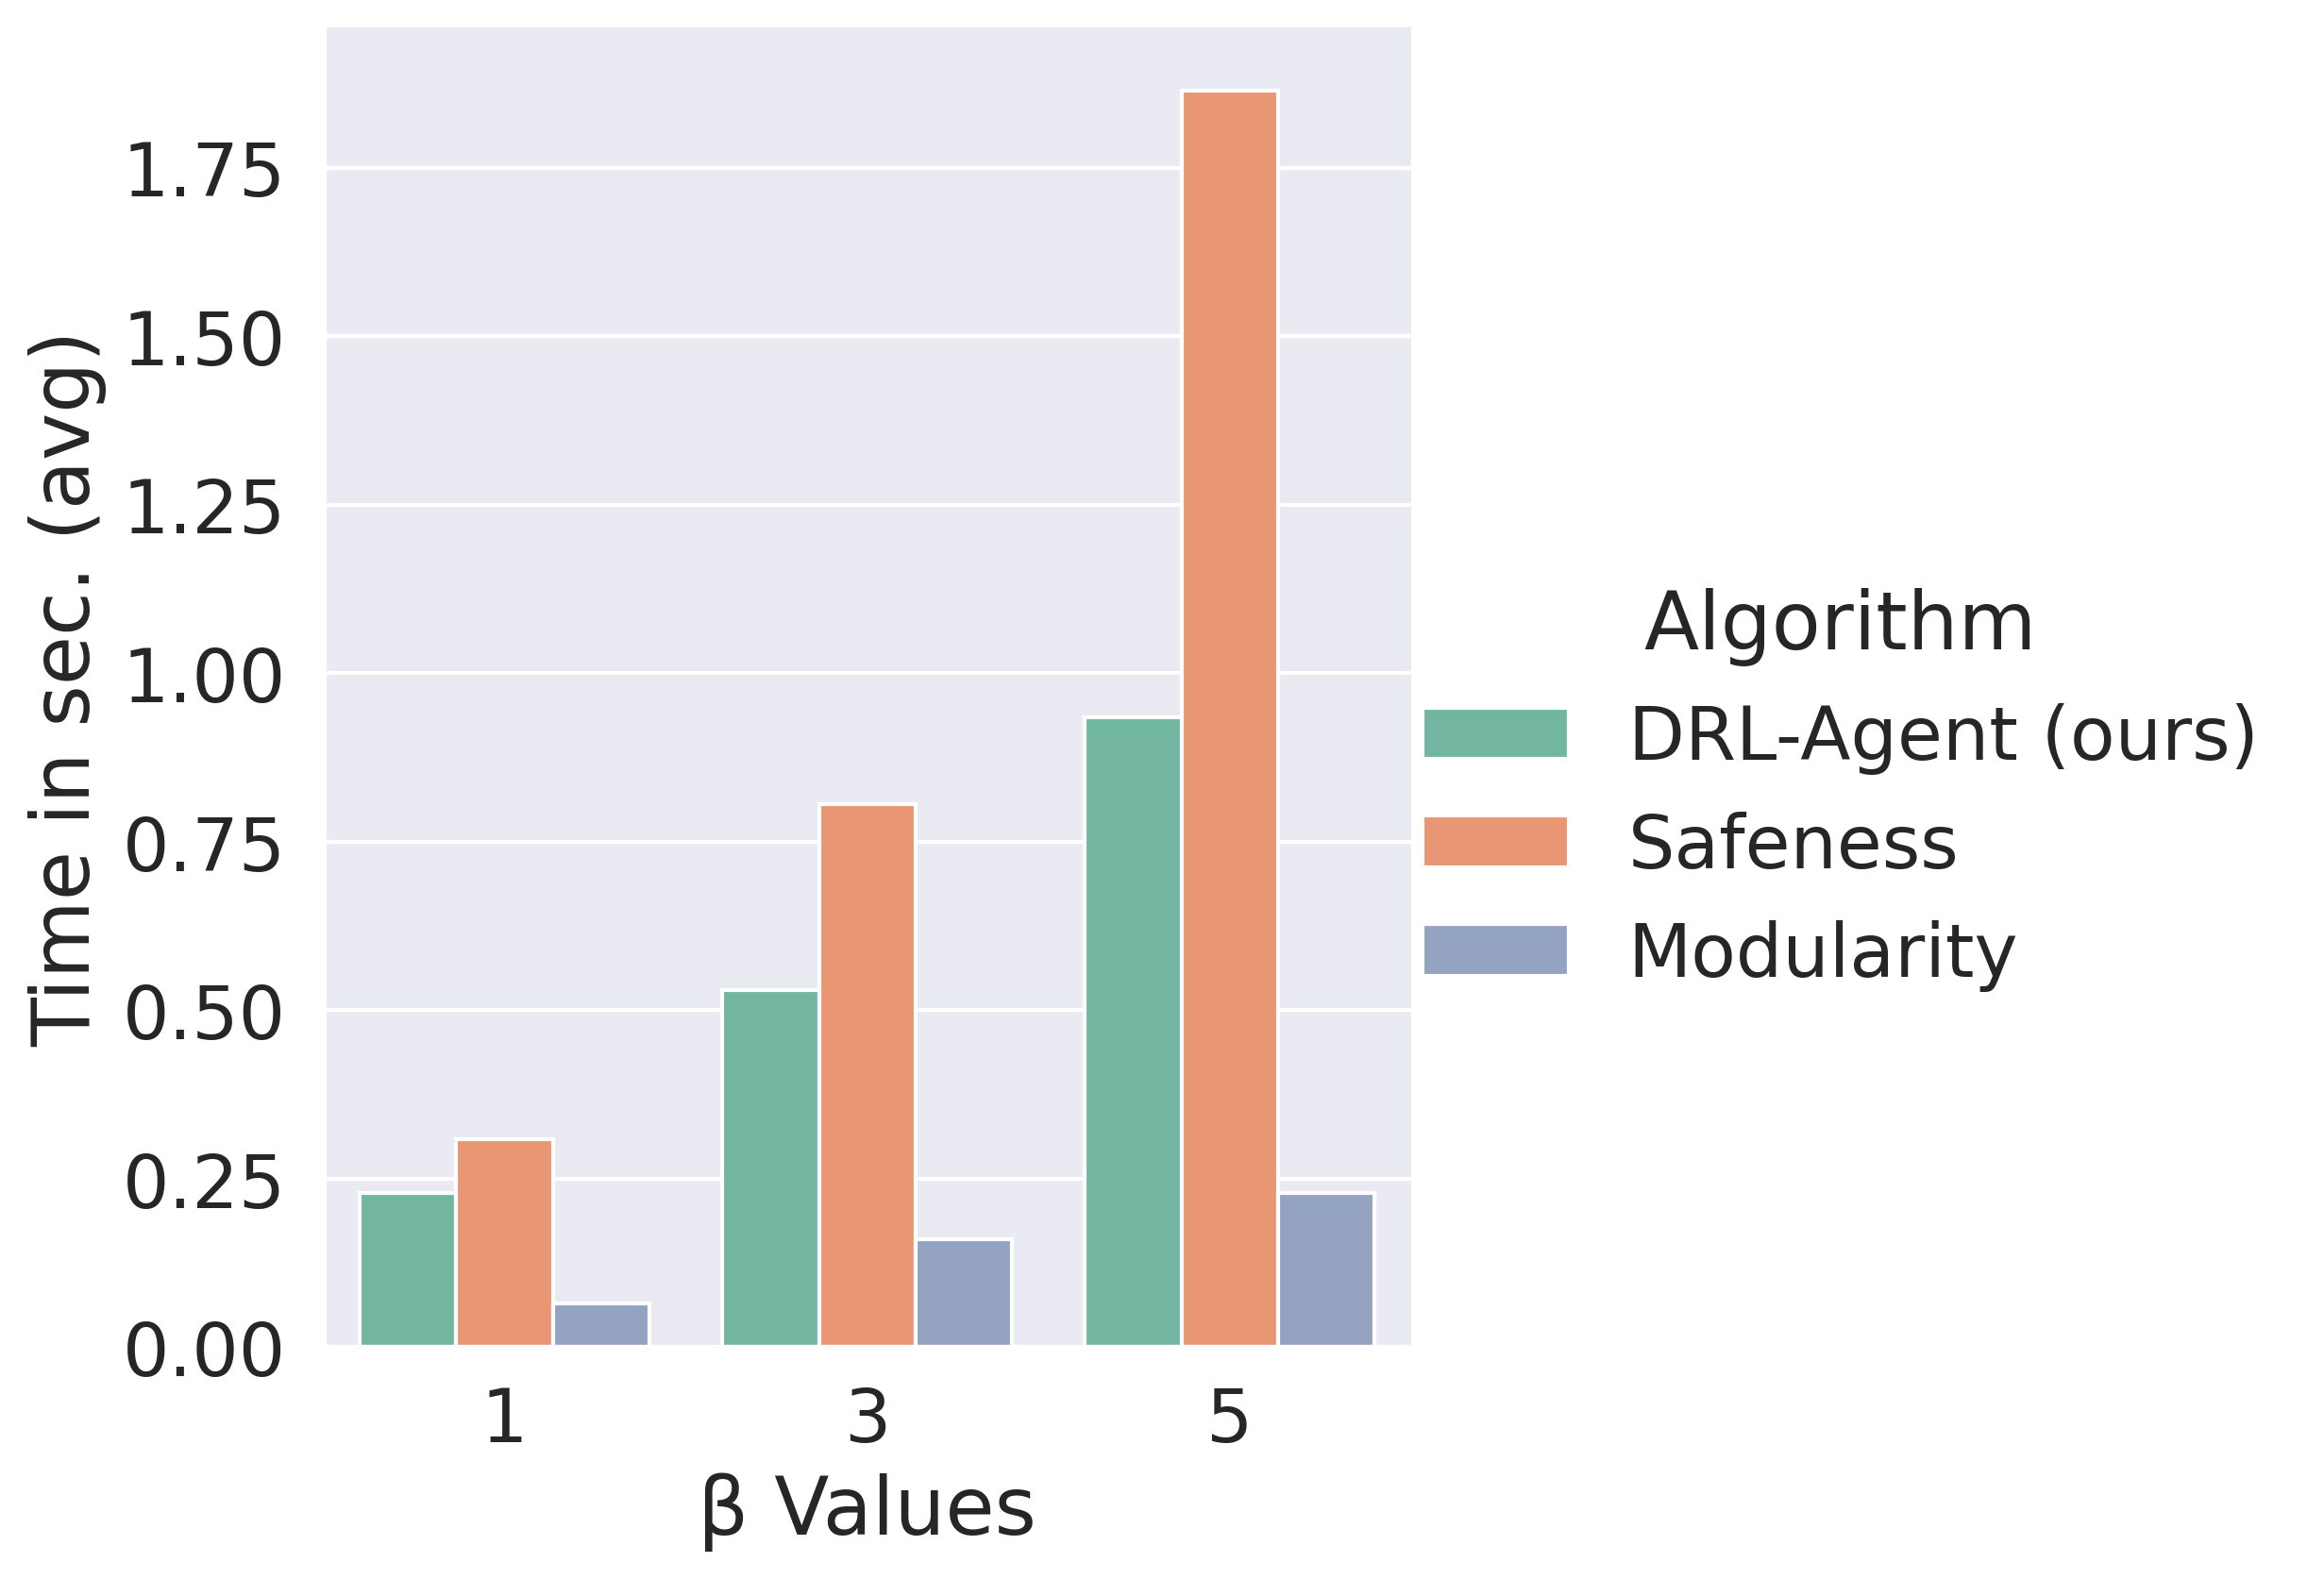 Time in sec. (avg)
1.75
1.50
1.25
1.00
0.75
0.50
0.25
0.00
1 3 5
β Values
Algorithm
DRL-Agent (ours)
Safeness
Modularity